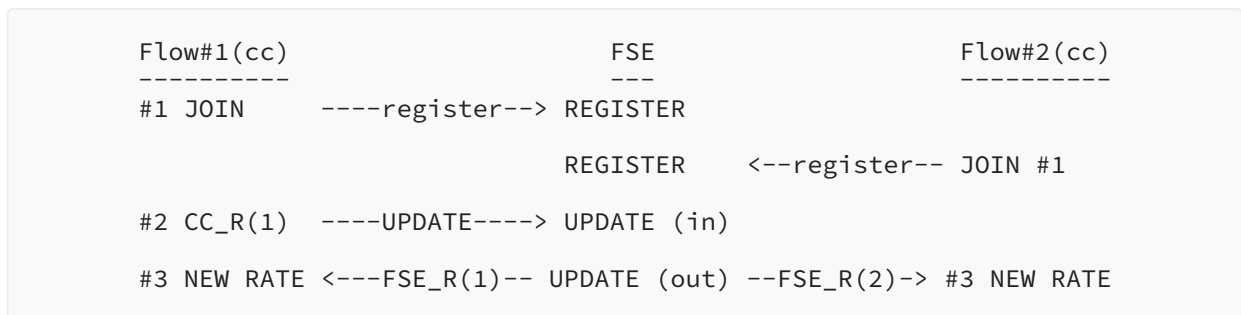 Flow#1(cc)                     FSE                    Flow#2(cc)
----------                     ---                    ----------
#1 JOIN     ----register--> REGISTER
                            REGISTER    <--register-- JOIN #1
#2 CC_R(1)  ----UPDATE----> UPDATE (in)
#3 NEW RATE <---FSE_R(1)-- UPDATE (out) --FSE_R(2)-> #3 NEW RATE